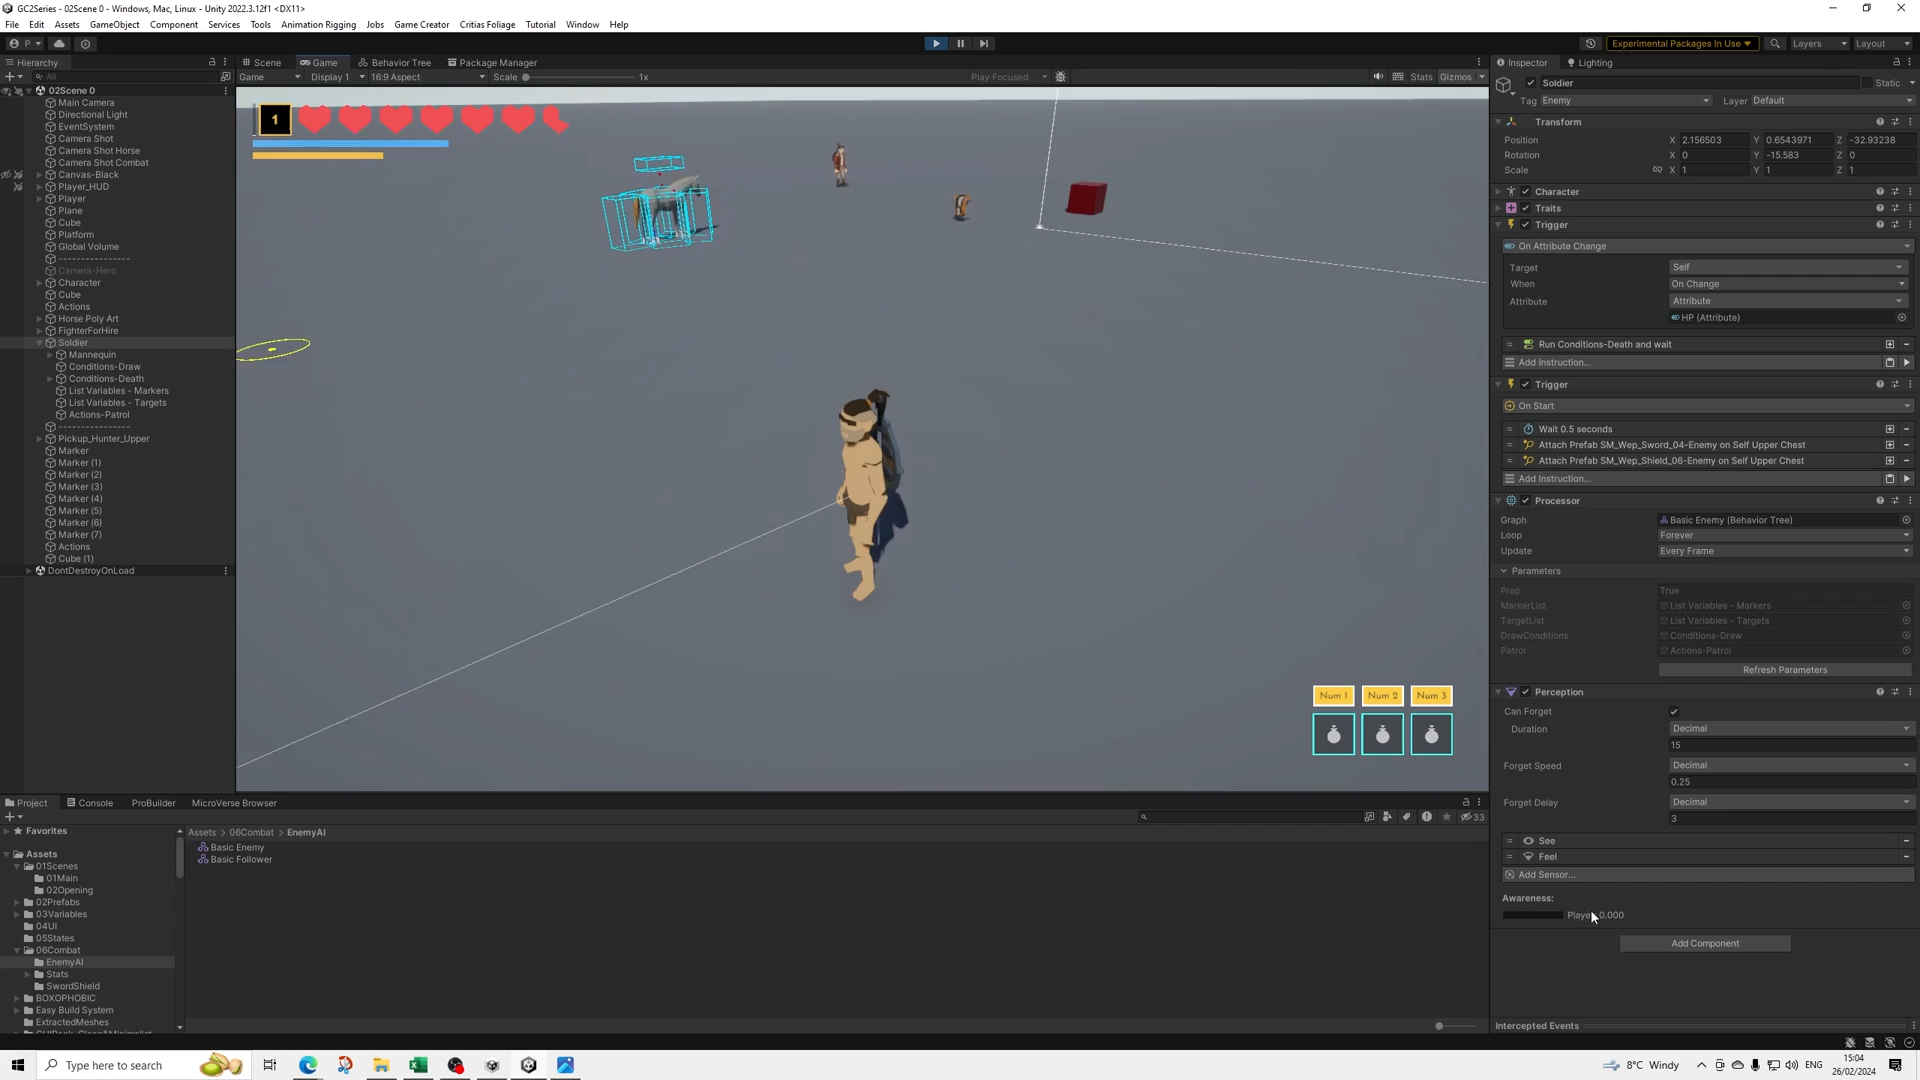 GC2Series - 02Scene 0 - Windows, Mac, Linux - Unity 2022.3.12f1 <DX11>
File Edit Assets GameObject Component Services Tools Animation Rigging Jobs Game Creator Critias Foliage Tutorial Window Help
P Experimental Packages In Use Layers Layout
Hierarchy
All
02Scene 0
Main Camera
Directional Light
EventSystem
Camera Shot
Camera Shot Horse
Camera Shot Combat
Canvas-Black
Player_HUD
Player
Plane
Cube
Platform
Global Volume
----------------
Camera-Hero
Character
Cube
Actions
Horse Poly Art
FighterForHire
Soldier
Mannequin
Conditions-Draw
Conditions-Death
List Variables - Markers
List Variables - Targets
Actions-Patrol
----------------
Pickup_Hunter_Upper
Marker
Marker (1)
Marker (2)
Marker (3)
Marker (4)
Marker (5)
Marker (6)
Marker (7)
Actions
Cube (1)
DontDestroyOnLoad
Scene Game Behavior Tree Package Manager
Game Display 1 16:9 Aspect Scale 1x Play Focused Stats Gizmos
1
Num 1 Num 2 Num 3
Inspector Lighting
Soldier Static
Tag Enemy Layer Default
Transform
Position X 2.156503 Y 0.6543971 Z -32.93238
Rotation X 0 Y -15.583 Z 0
Scale X 1 Y 1 Z 1
Character
Traits
Trigger
On Attribute Change
Target Self
When On Change
Attribute Attribute
HP (Attribute)
Run Conditions-Death and wait
Add Instruction...
Trigger
On Start
Wait 0.5 seconds
Attach Prefab SM_Wep_Sword_04-Enemy on Self Upper Chest
Attach Prefab SM_Wep_Shield_06-Enemy on Self Upper Chest
Add Instruction...
Processor
Graph Basic Enemy (Behavior Tree)
Loop Forever
Update Every Frame
Parameters
Prep True
MarkerList List Variables - Markers
TargetList List Variables - Targets
DrawConditions Conditions-Draw
Patrol Actions-Patrol
Refresh Parameters
Perception
Can Forget
Duration Decimal
15
Forget Speed Decimal
0.25
Forget Delay Decimal
3
See
Feel
Add Sensor...
Awareness:
0.000
Add Component
Intercepted Events
Project Console ProBuilder MicroVerse Browser
33
Favorites
Assets
01Scenes
01Main
02Opening
02Prefabs
03Variables
04UI
05States
06Combat
EnemyAI
Stats
SwordShield
BOXOPHOBIC
Easy Build System
ExtractedMeshes
Assets > 06Combat > EnemyAI
Basic Enemy
Basic Follower
Type here to search
8°C Windy ENG 15:04
26/02/2024